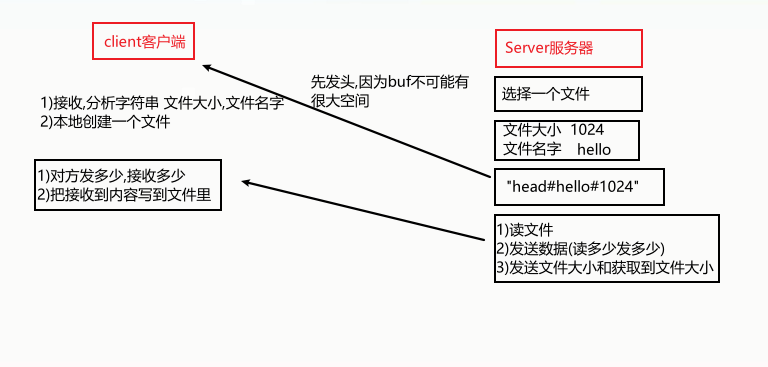 client客户端
1)接收,分析字符串 文件大小,文件名字
2)本地创建一个文件
1)对方发多少,接收多少
2)把接收到内容写到文件里
先发头,因为buf不可能有
很大空间
Server服务器
选择一个文件
文件大小 1024
文件名字 hello
"head#hello#1024"
1)读文件
2)发送数据(读多少发多少)
3)发送文件大小和获取到文件大小